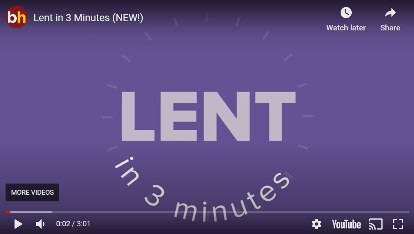 bh
Lent in 3 Minutes (NEW!)
Watch later
Share
LENT
in 3 minutes
MORE VIDEOS
0:02 / 3:01
YouTube